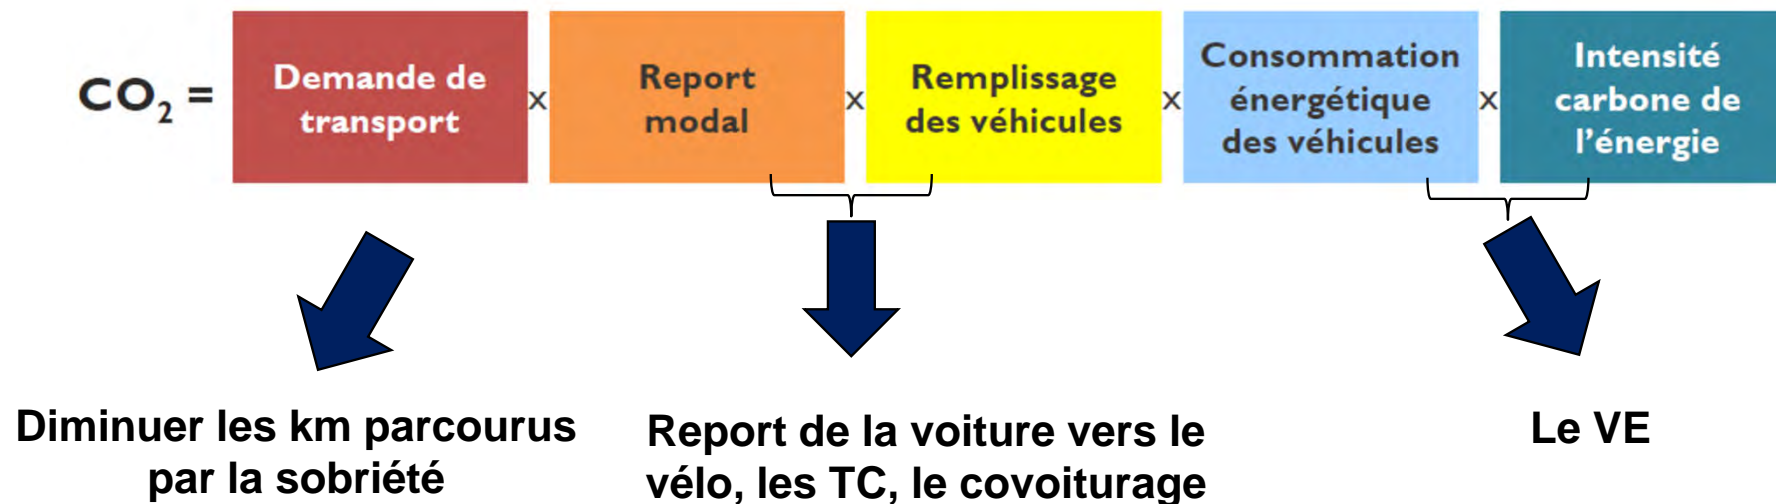 CO₂ =
Demande de
transport
x
Report
modal
x
Remplissage
des véhicules
x
Consommation
énergétique
des véhicules
x
Intensité
carbone de
l’énergie
Diminuer les km parcourus
par la sobriété
Report de la voiture vers le
vélo, les TC, le covoiturage
Le VE